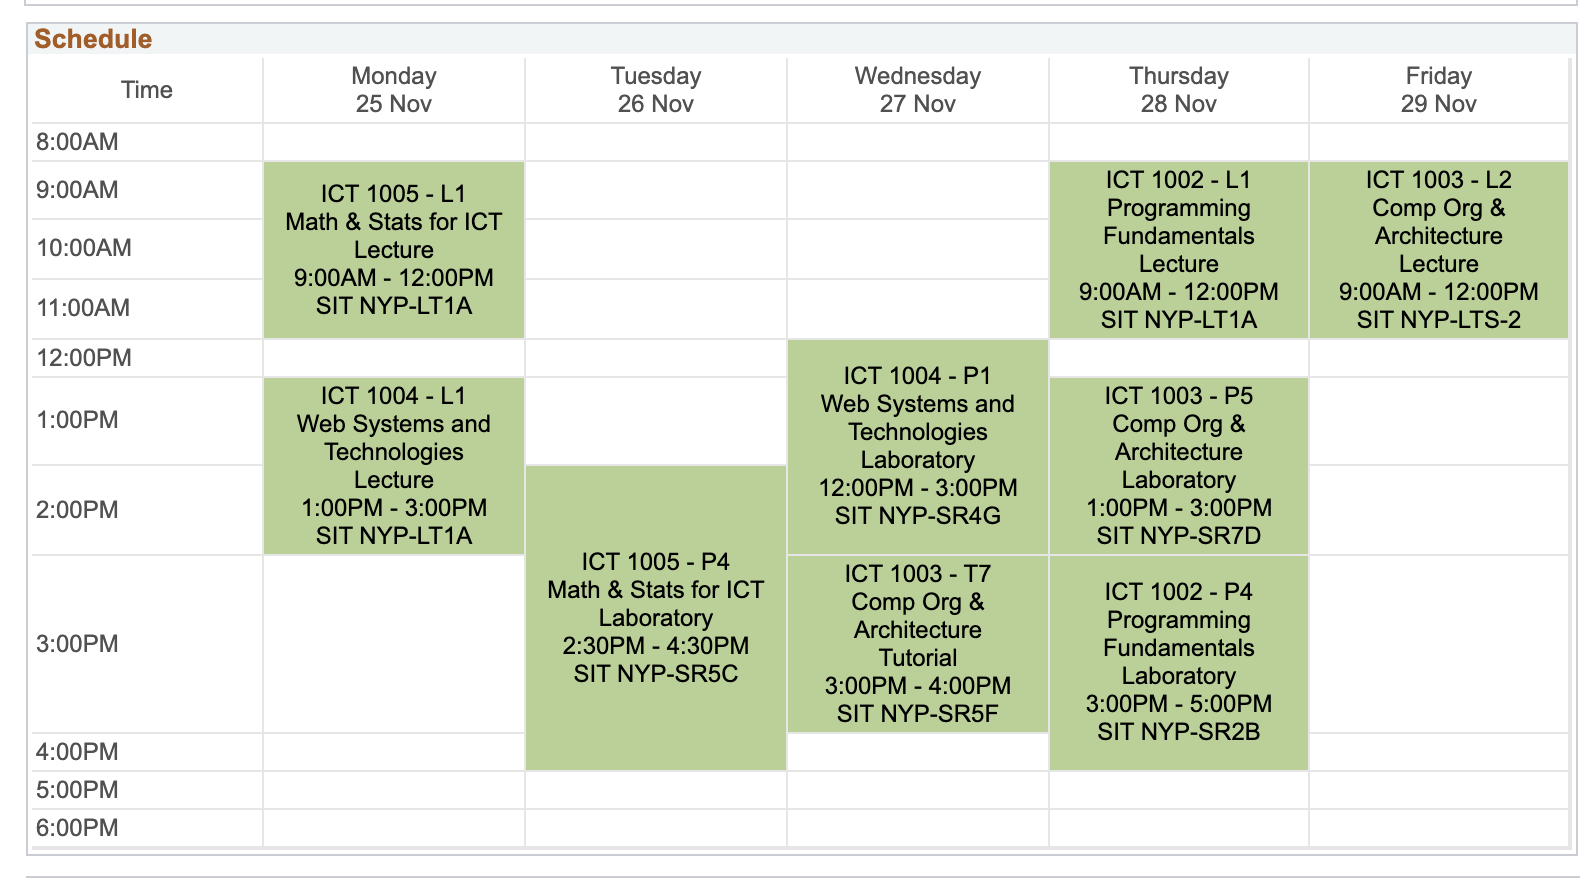 Schedule
Time
Monday
25 Nov
Tuesday
26 Nov
Wednesday
27 Nov
Thursday
28 Nov
Friday
29 Nov
8:00AM
9:00AM
10:00AM
11:00AM
12:00PM
1:00PM
2:00PM
3:00PM
4:00PM
5:00PM
6:00PM
ICT 1005 - L1
Math & Stats for ICT
Lecture
9:00AM - 12:00PM
SIT NYP-LT1A
ICT 1004 - L1
Web Systems and
Technologies
Lecture
1:00PM - 3:00PM
SIT NYP-LT1A
ICT 1005 - P4
Math & Stats for ICT
Laboratory
2:30PM - 4:30PM
SIT NYP-SR5C
ICT 1004 - P1
Web Systems and
Technologies
Laboratory
12:00PM - 3:00PM
SIT NYP-SR4G
ICT 1003 - T7
Comp Org &
Architecture
Tutorial
3:00PM - 4:00PM
SIT NYP-SR5F
ICT 1002 - L1
Programming
Fundamentals
Lecture
9:00AM - 12:00PM
SIT NYP-LT1A
ICT 1003 - P5
Comp Org &
Architecture
Laboratory
1:00PM - 3:00PM
SIT NYP-SR7D
ICT 1002 - P4
Programming
Fundamentals
Laboratory
3:00PM - 5:00PM
SIT NYP-SR2B
ICT 1003 - L2
Comp Org &
Architecture
Lecture
9:00AM - 12:00PM
SIT NYP-LTS-2